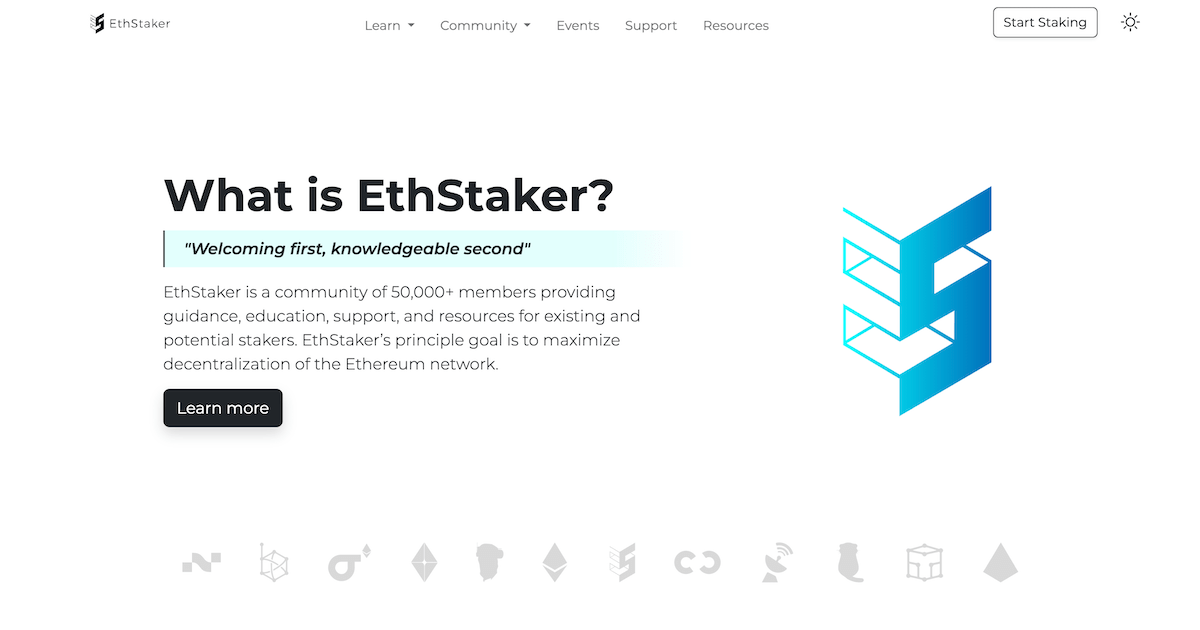 EthStaker
Learn
Community
Events
Support
Resources
Start Staking
What is EthStaker?
"Welcoming first, knowledgeable second"
EthStaker is a community of 50,000+ members providing
guidance, education, support, and resources for existing and
potential stakers. EthStaker’s principle goal is to maximize
decentralization of the Ethereum network.
Learn more